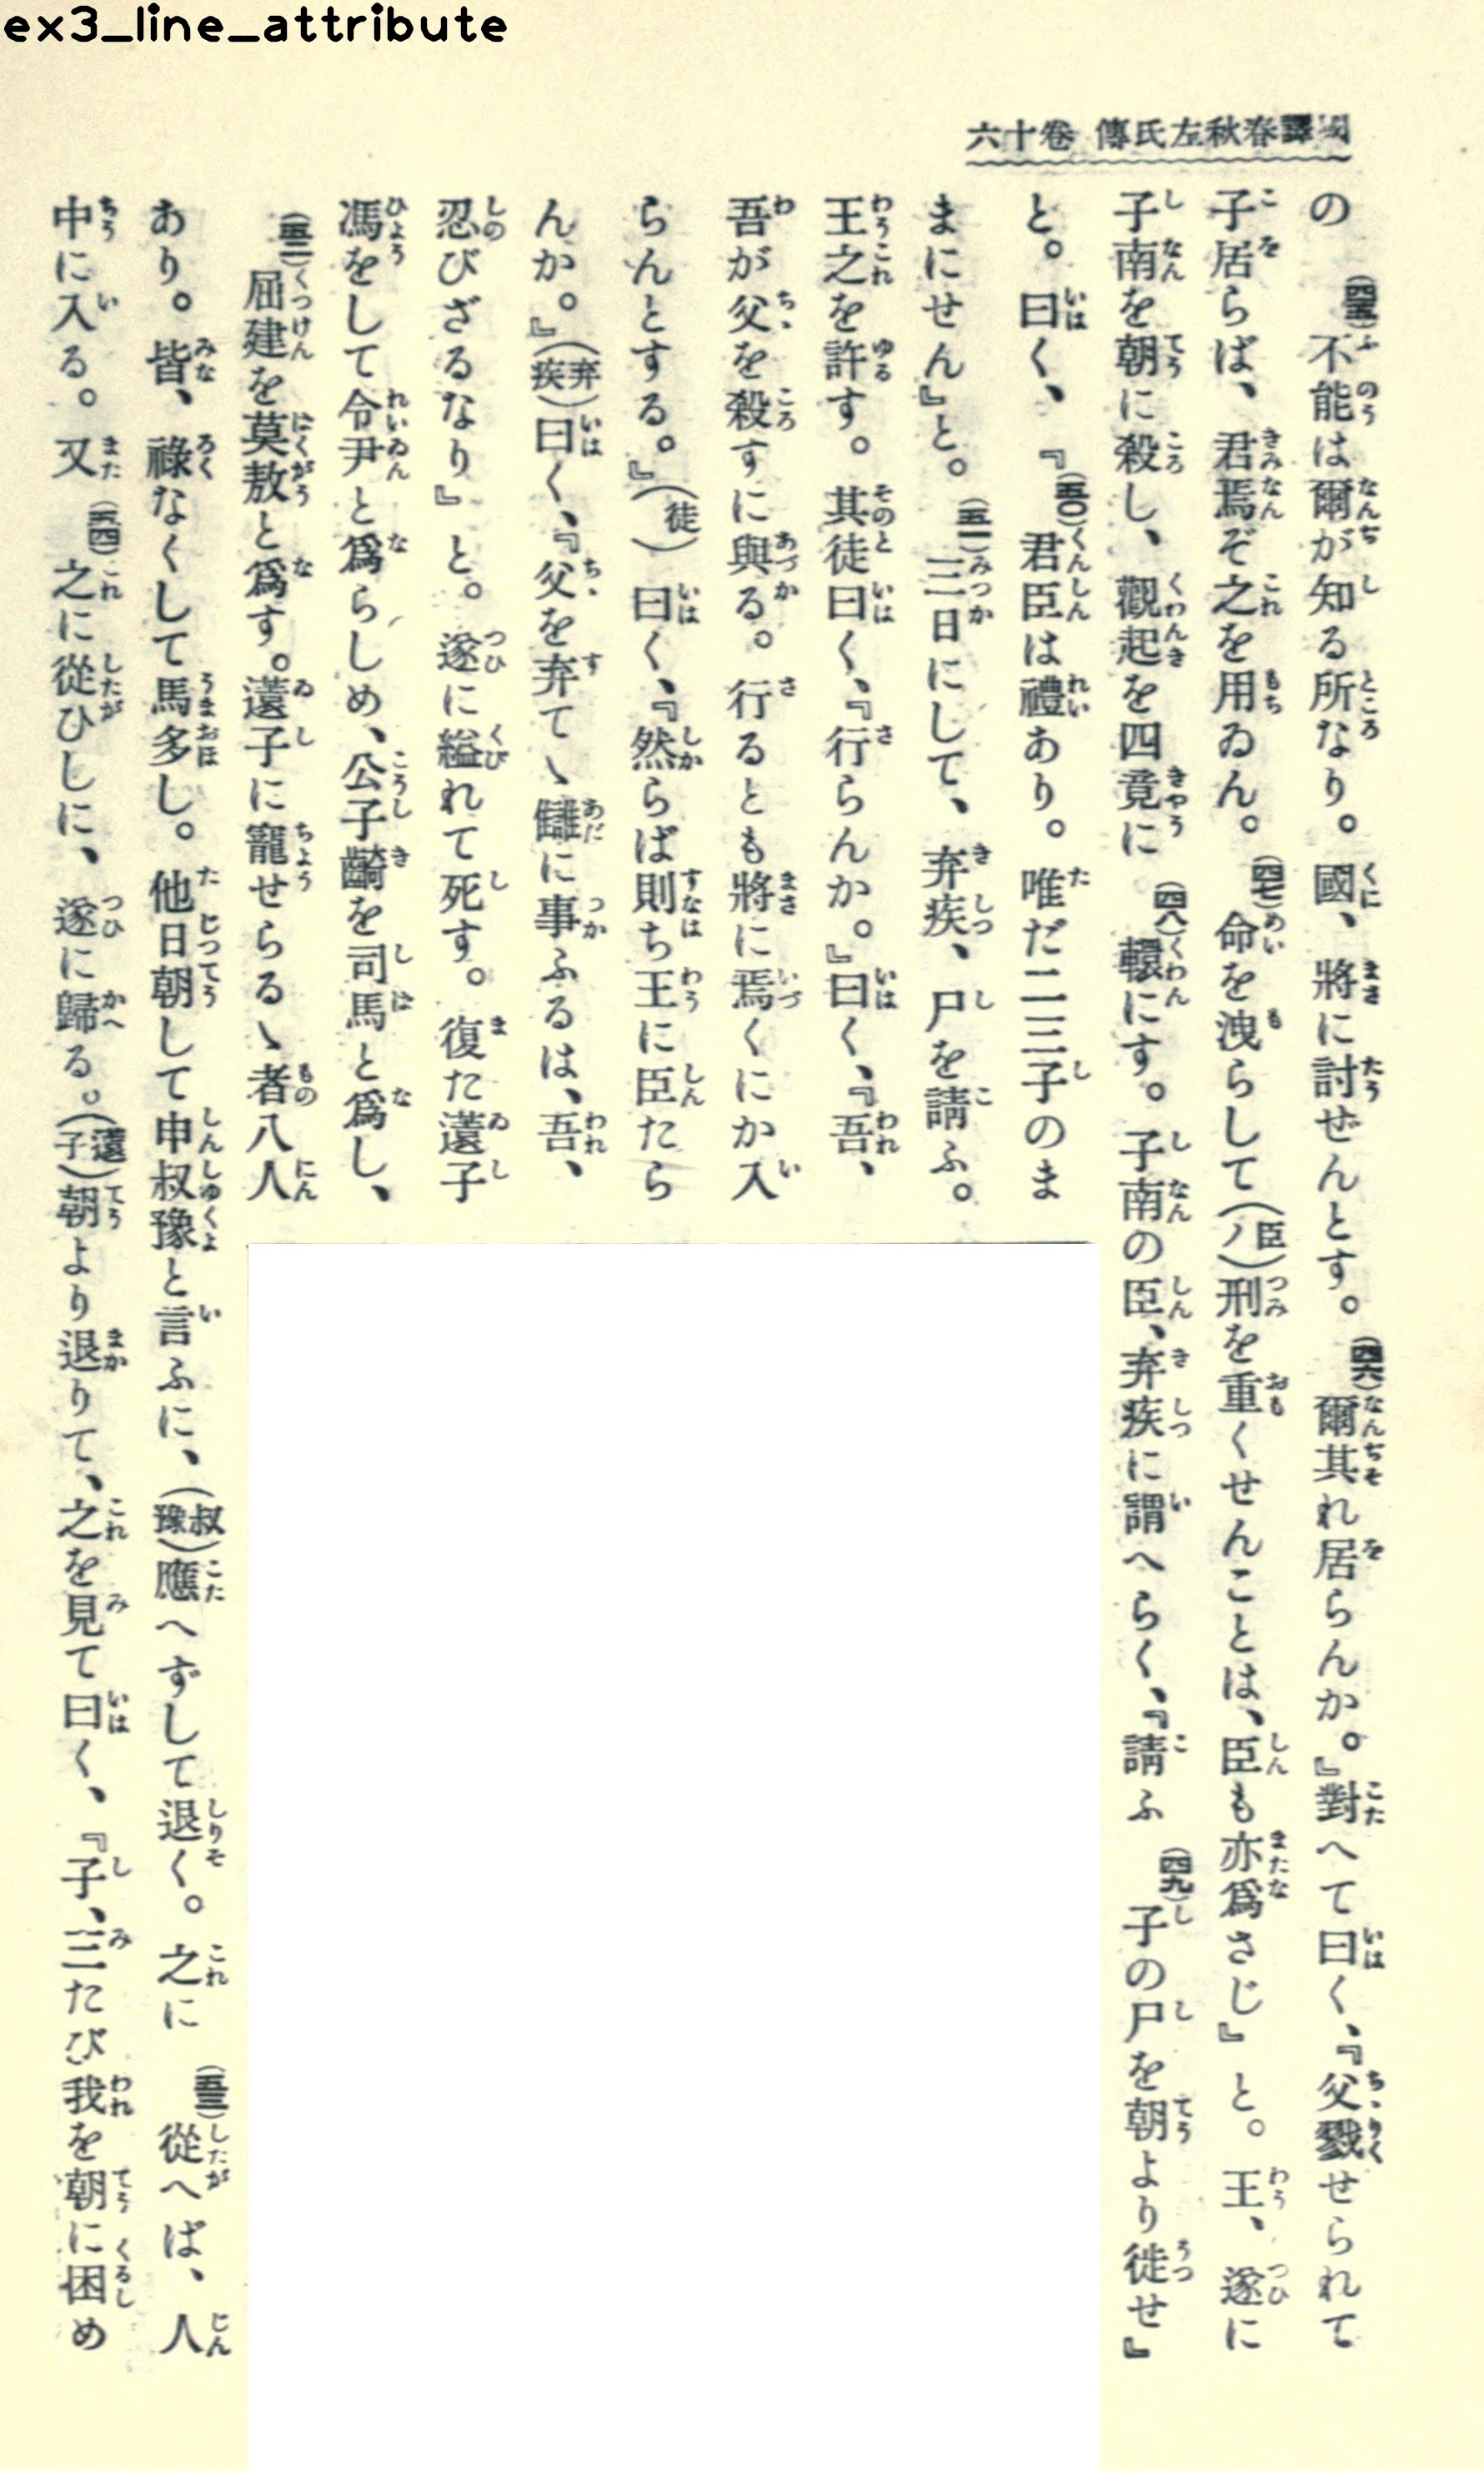 ex3_line_attribute
國譯春秋左氏傳 卷十六
の(四五)不能は爾が知る所なり。國、將に討ぜんとす。(四六)爾其れ居らんか。』對へて曰く、『父戮せられて
子居らば、君焉ぞ之を用ゐん。(四七)命を洩らして(臣ノ)刑を重くせんことは、臣も亦爲さじ』と。王、遂に
子南を朝に殺し、觀起を四竟に(四八)轘にす。子南の臣、弃疾に謂へらく、『請ふ(四九)子の尸を朝より徙せ』
と。曰く、『(五〇)君臣は禮あり。唯だ二三子のま
まにせん』と。(五一)三日にして、弃疾、尸を請ふ。
王之を許す。其徒曰く、『行らんか。』曰く、『吾、
吾が父を殺すに與る。行るとも將に焉くにか入
らんとする。』(徒)曰く、『然らば則ち王に臣たら
んか。』(弃疾)曰く、『父を弃てゝ讎に事ふるは、吾、
忍びざるなり』と。遂に縊れて死す。復た薳子
馮をして令尹と爲らしめ、公子齮を司馬と爲し、
(五二)屈建を莫敖と爲す。薳子に寵せらるゝ者八人
あり。皆、祿なくして馬多し。他日朝して申叔豫と言ふに、(叔豫)應へずして退く。之に(五三)從へば、人
中に入る。又(五四)之に從ひしに、遂に歸る。(薳子)朝より退りて、之を見て曰く、『子、三たび我を朝に困め